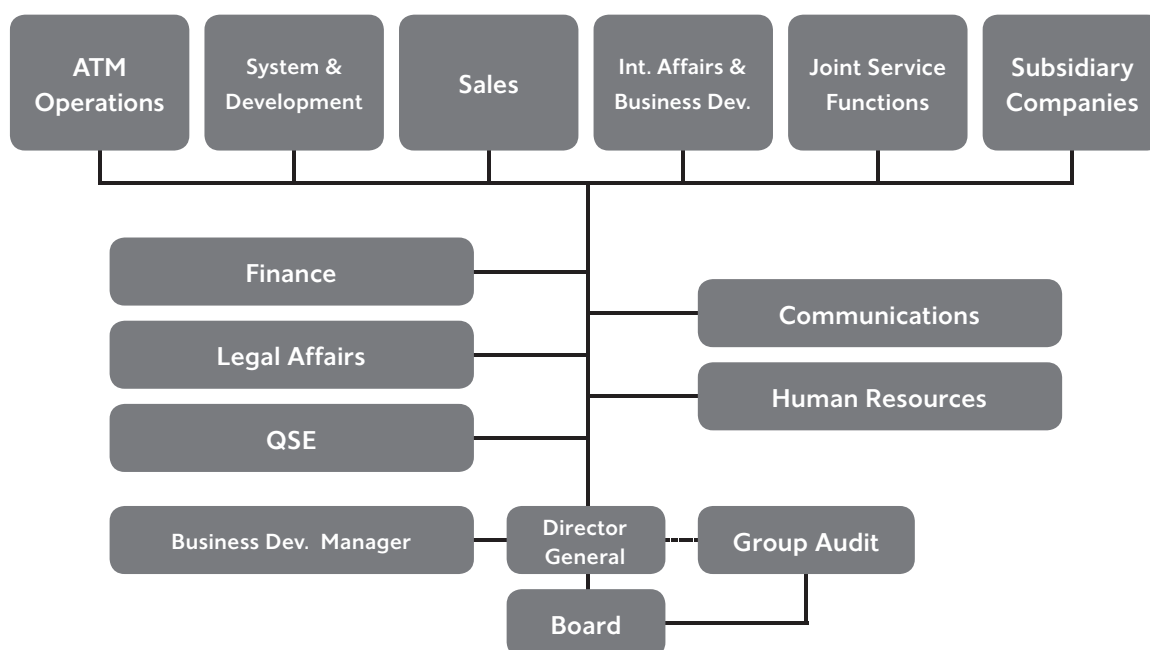 ATM
Operations
System &
Development
Sales
Int. Affairs &
Business Dev.
Joint Service
Functions
Subsidiary
Companies
Finance
Communications
Legal Affairs
Human Resources
QSE
Business Dev. Manager
Director
General
Group Audit
Board